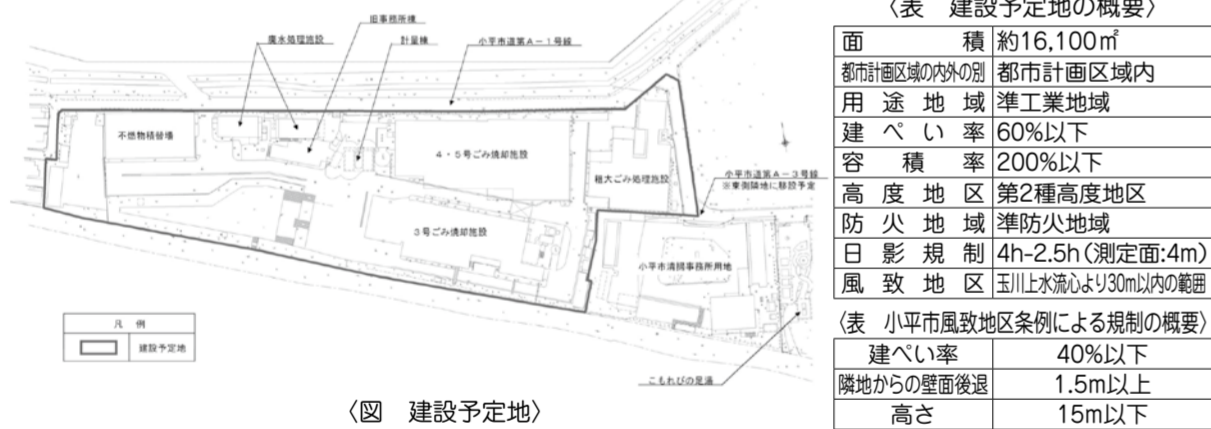 旧事務所棟
廃水処理施設
計量棟
小平市道第A－1号線
不燃物積替場
4・5号ごみ焼却施設
粗大ごみ処理施設
小平市道第A－3号線
※東側隣地に移設予定
3号ごみ焼却施設
小平市清掃事務所用地
凡 例
建設予定地
こもれびの足湯
〈図 建設予定地〉
〈表 建設予定地の概要〉
面積 約16,100㎡
都市計画区域の内外の別 都市計画区域内
用途地域 準工業地域
建ぺい率 60%以下
容積率 200%以下
高度地区 第2種高度地区
防火地域 準防火地域
日影規制 4h-2.5h（測定面:4m）
風致地区 玉川上水流心より30m以内の範囲
〈表 小平市風致地区条例による規制の概要〉
建ぺい率 40%以下
隣地からの壁面後退 1.5m以上
高さ 15m以下